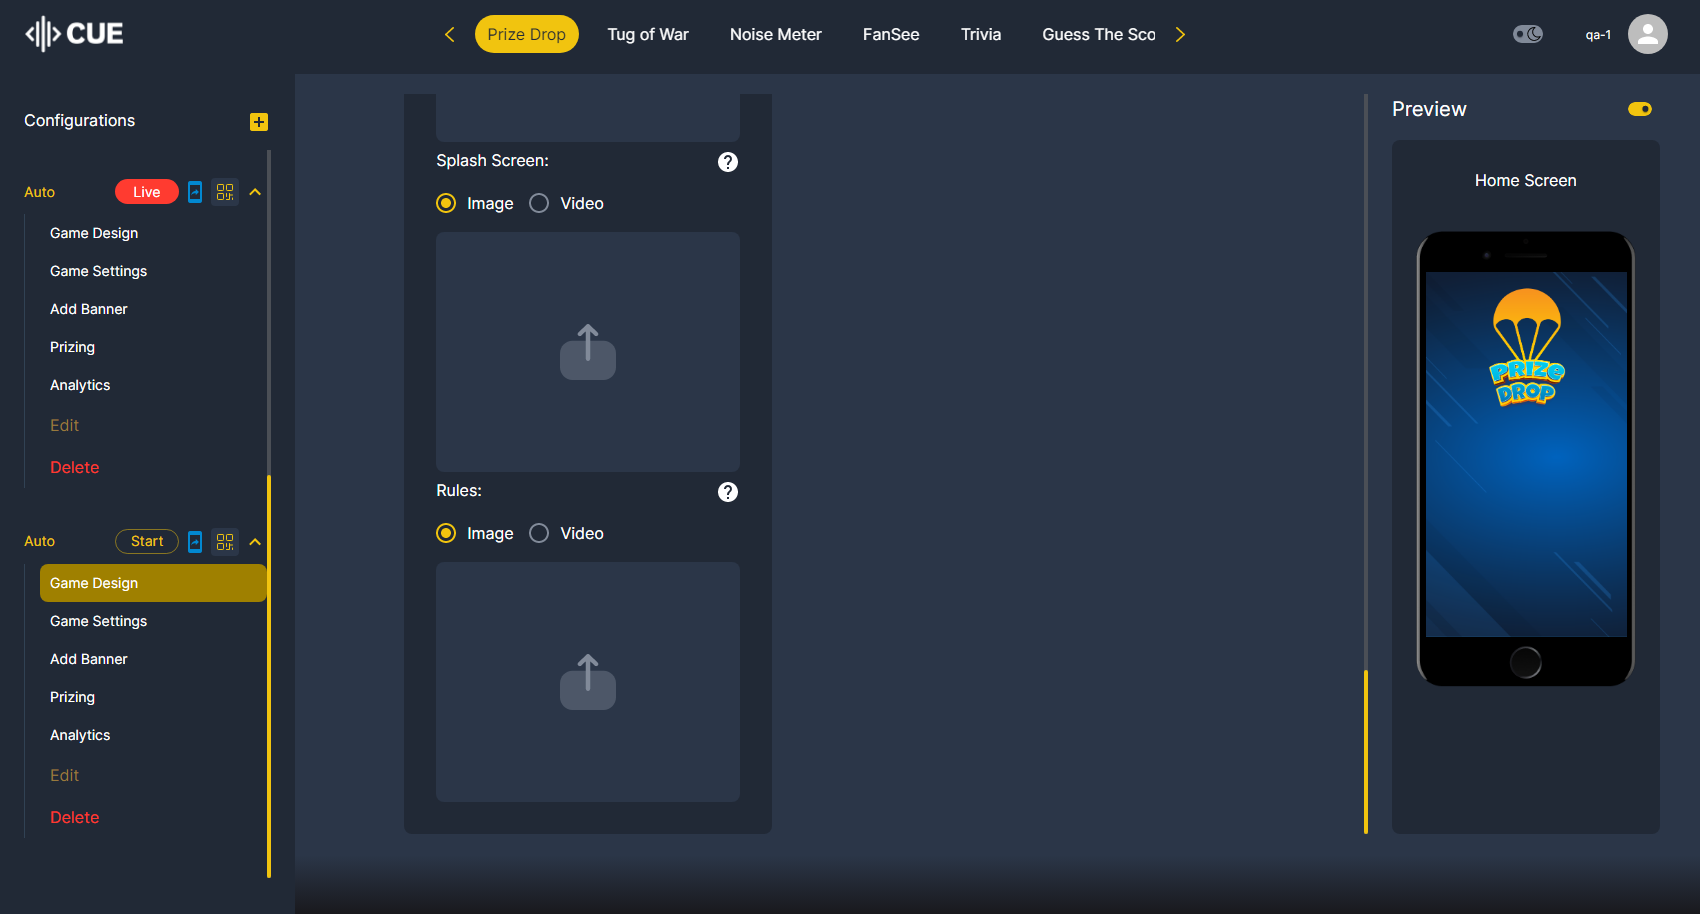 CUE
Prize Drop
Tug of War
Noise Meter
FanSee
Trivia
Guess The Sco
qa-1
Configurations
Auto
Live
Game Design
Game Settings
Add Banner
Prizing
Analytics
Edit
Delete
Auto
Start
Game Design
Game Settings
Add Banner
Prizing
Analytics
Edit
Delete
Splash Screen:
?
Image
Video
Rules:
?
Image
Video
Preview
Home Screen
PRIZE
DROP